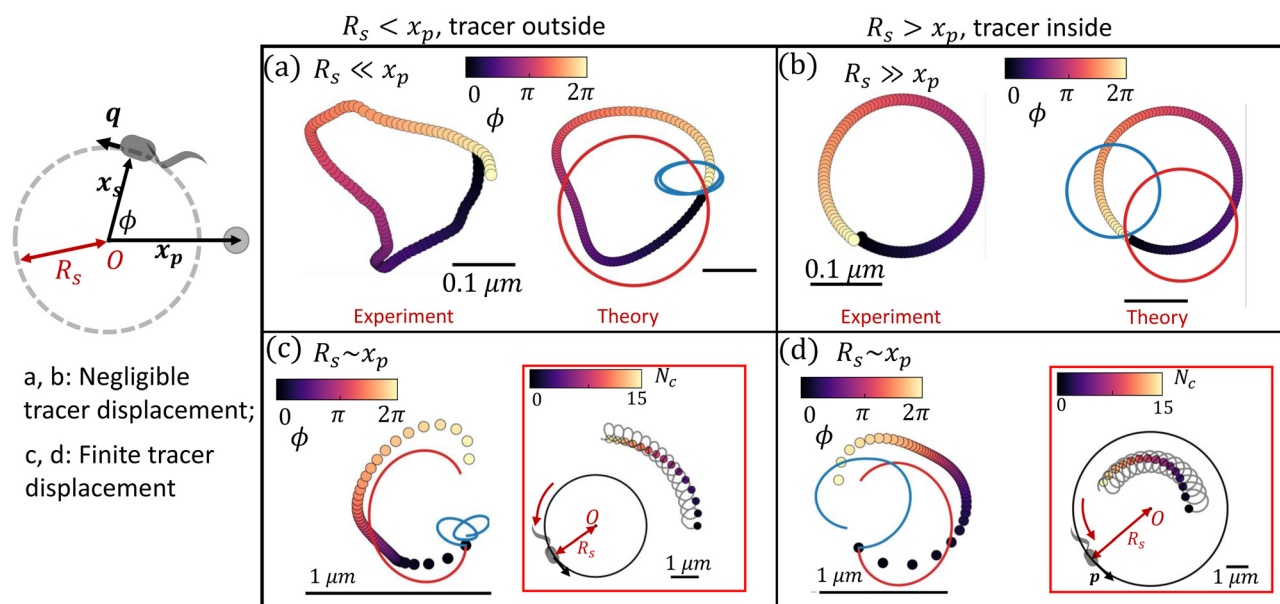 R_s < x_p, tracer outside
R_s > x_p, tracer inside
q
x_s
ϕ
O
x_p
R_s
a, b: Negligible
tracer displacement;
c, d: Finite tracer
displacement
(a) R_s ≪ x_p
0 π 2π
ϕ
0.1 μm
Experiment
Theory
(b) R_s ≫ x_p
0 π 2π
ϕ
0.1 μm
Experiment
Theory
(c) R_s~x_p
0 π 2π
ϕ
1 μm
N_c
0 15
O
R_s
1 μm
(d) R_s~x_p
0 π 2π
ϕ
1 μm
N_c
0 15
O
R_s
p
1 μm